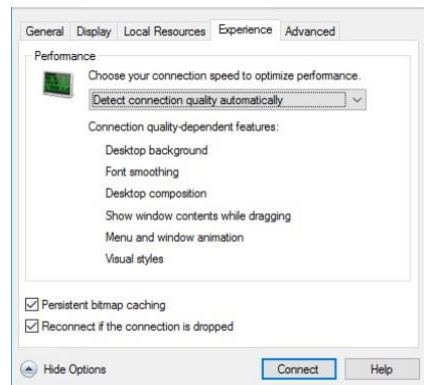 General Display Local Resources Experience Advanced
Performance
Choose your connection speed to optimize performance.
Detect connection quality automatically
Connection quality-dependent features:
Desktop background
Font smoothing
Desktop composition
Show window contents while dragging
Menu and window animation
Visual styles
Persistent bitmap caching
Reconnect if the connection is dropped
Hide Options Connect Help